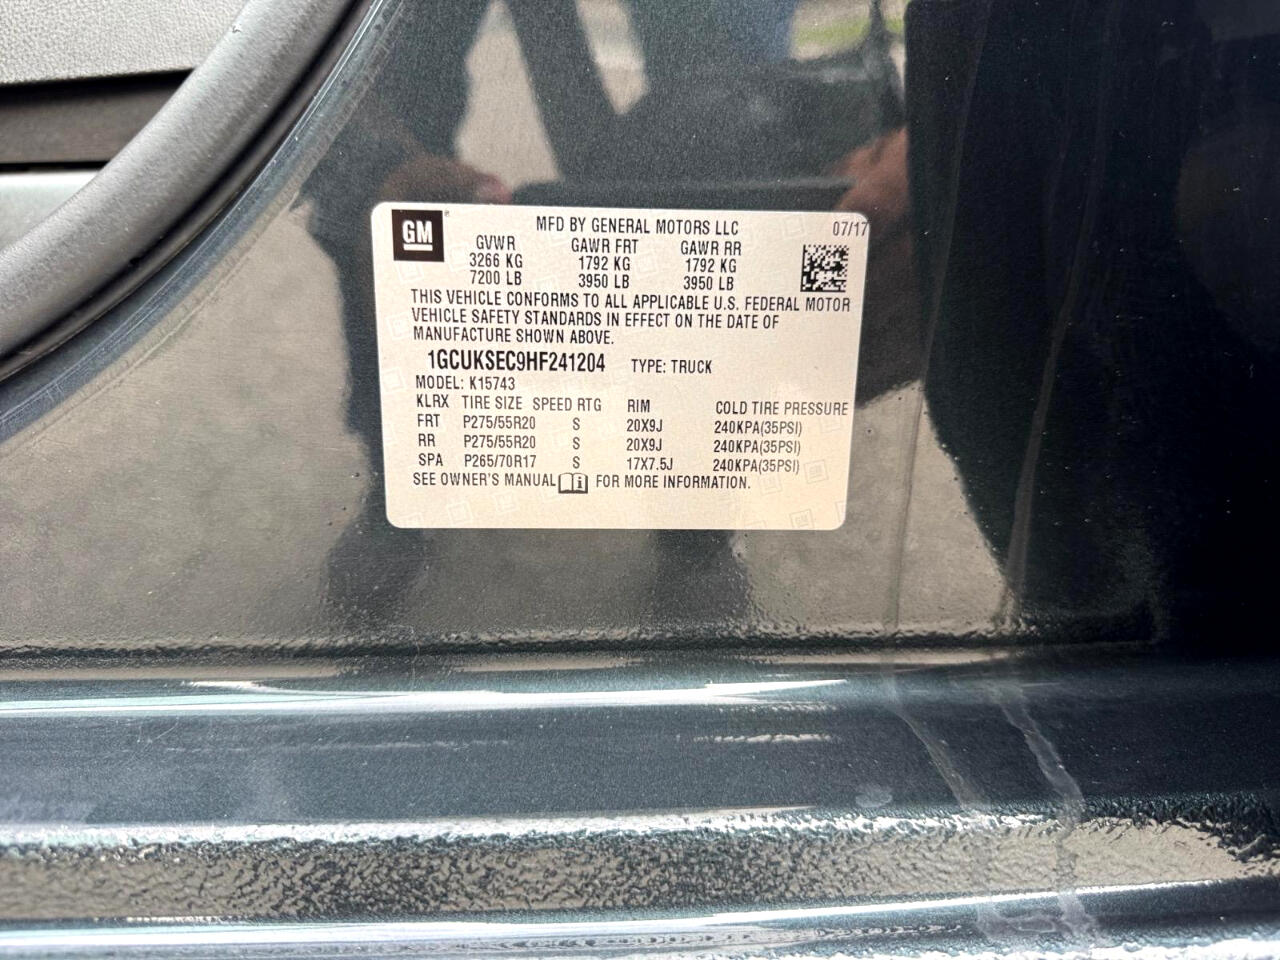 GM
MFD BY GENERAL MOTORS LLC 07/17
GVWR GAWR FRT GAWR RR
3266 KG 1792 KG 1792 KG
7200 LB 3950 LB 3950 LB
THIS VEHICLE CONFORMS TO ALL APPLICABLE U.S. FEDERAL MOTOR
VEHICLE SAFETY STANDARDS IN EFFECT ON THE DATE OF
MANUFACTURE SHOWN ABOVE.
1GCUKSEC9HF241204 TYPE: TRUCK
MODEL: K15743
KLRX TIRE SIZE SPEED RTG RIM COLD TIRE PRESSURE
FRT P275/55R20 S 20X9J 240KPA(35PSI)
RR P275/55R20 S 20X9J 240KPA(35PSI)
SPA P265/70R17 S 17X7.5J 240KPA(35PSI)
SEE OWNER'S MANUAL i FOR MORE INFORMATION.